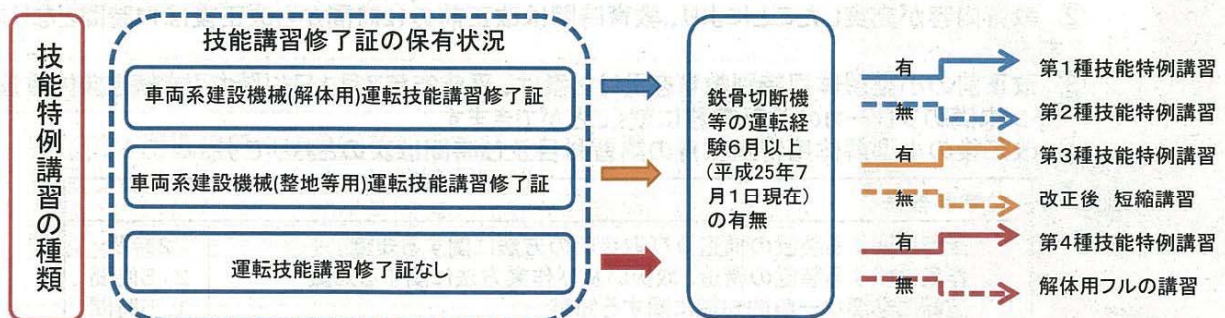 技能特例講習の種類
技能講習修了証の保有状況
車両系建設機械(解体用)運転技能講習修了証
車両系建設機械(整地等用)運転技能講習修了証
運転技能講習修了証なし
鉄骨切断機
等の運転経
験6月以上
(平成25年7
月1日現在)
の有無
有
第1種技能特例講習
無
第2種技能特例講習
有
第3種技能特例講習
無
改正後 短縮講習
有
第4種技能特例講習
無
解体用フルの講習